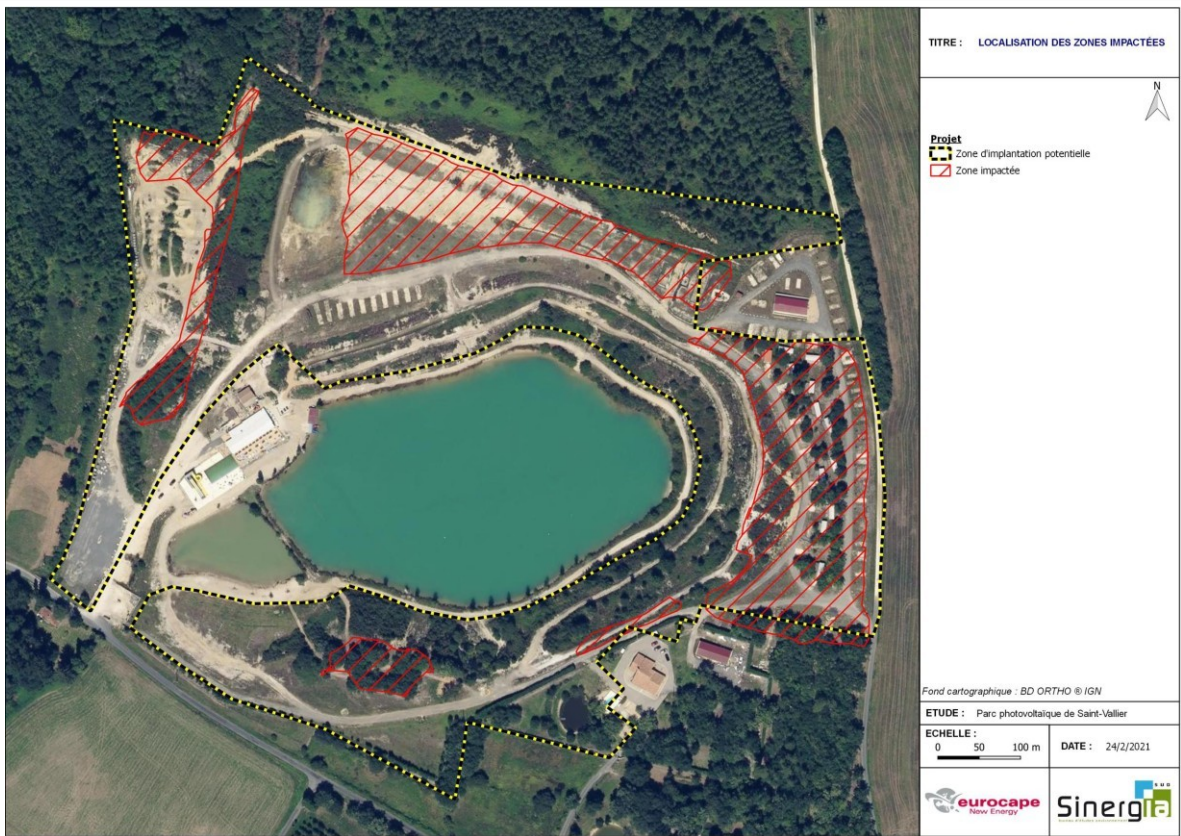 TITRE : LOCALISATION DES ZONES IMPACTÉES
N
Projet
Zone d'implantation potentielle
Zone impactée
Fond cartographique : BD ORTHO ® IGN
ETUDE : Parc photovoltaïque de Saint-Vallier
ECHELLE :
0 50 100 m
DATE : 24/2/2021
eurocape
New Energy
Sinergia
sud